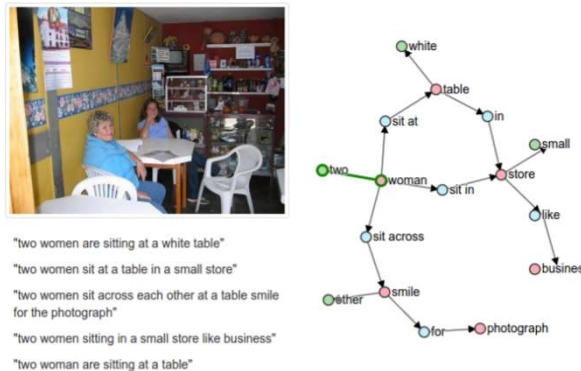 "two women are sitting at a white table"
"two women sit at a table in a small store"
"two women sit across each other at a table smile
for the photograph"
"two women sitting in a small store like business"
"two woman are sitting at a table"
white
table
sit at
in
small
two
woman
sit in
store
like
sit across
busines
other
smile
for
photograph